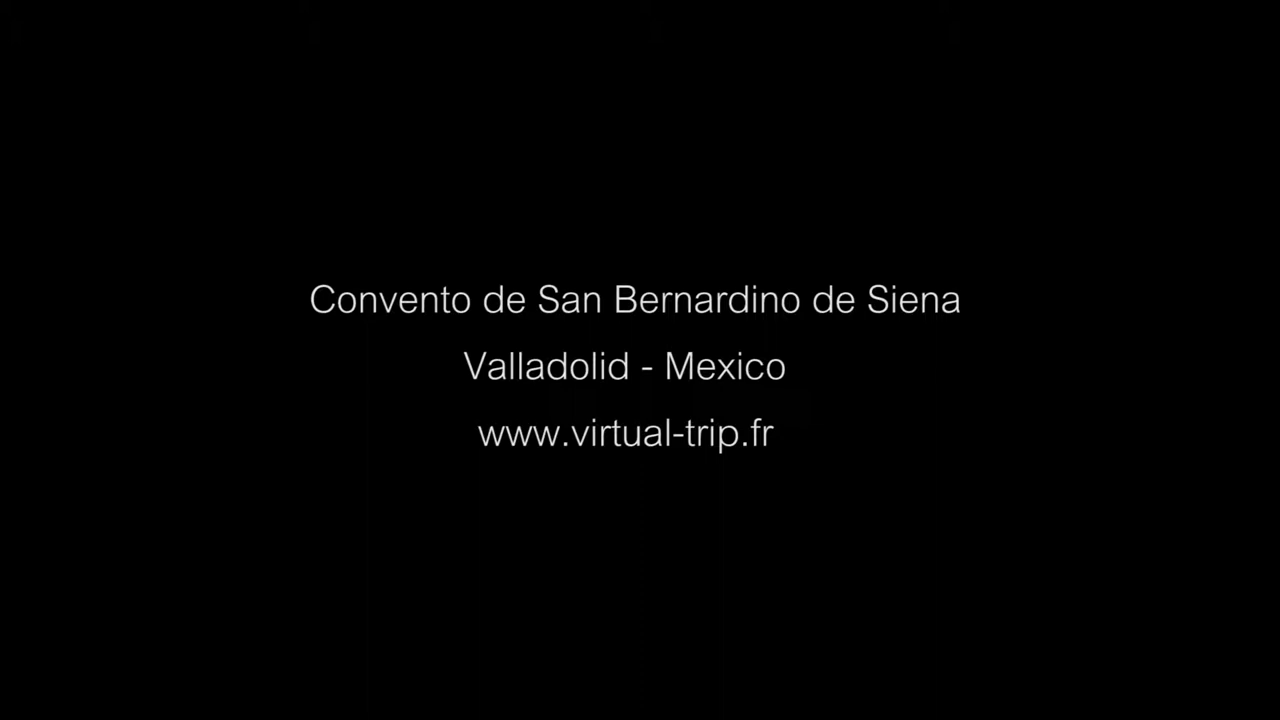 Convento de San Bernardino de Siena
Valladolid - Mexico
www.virtual-trip.fr